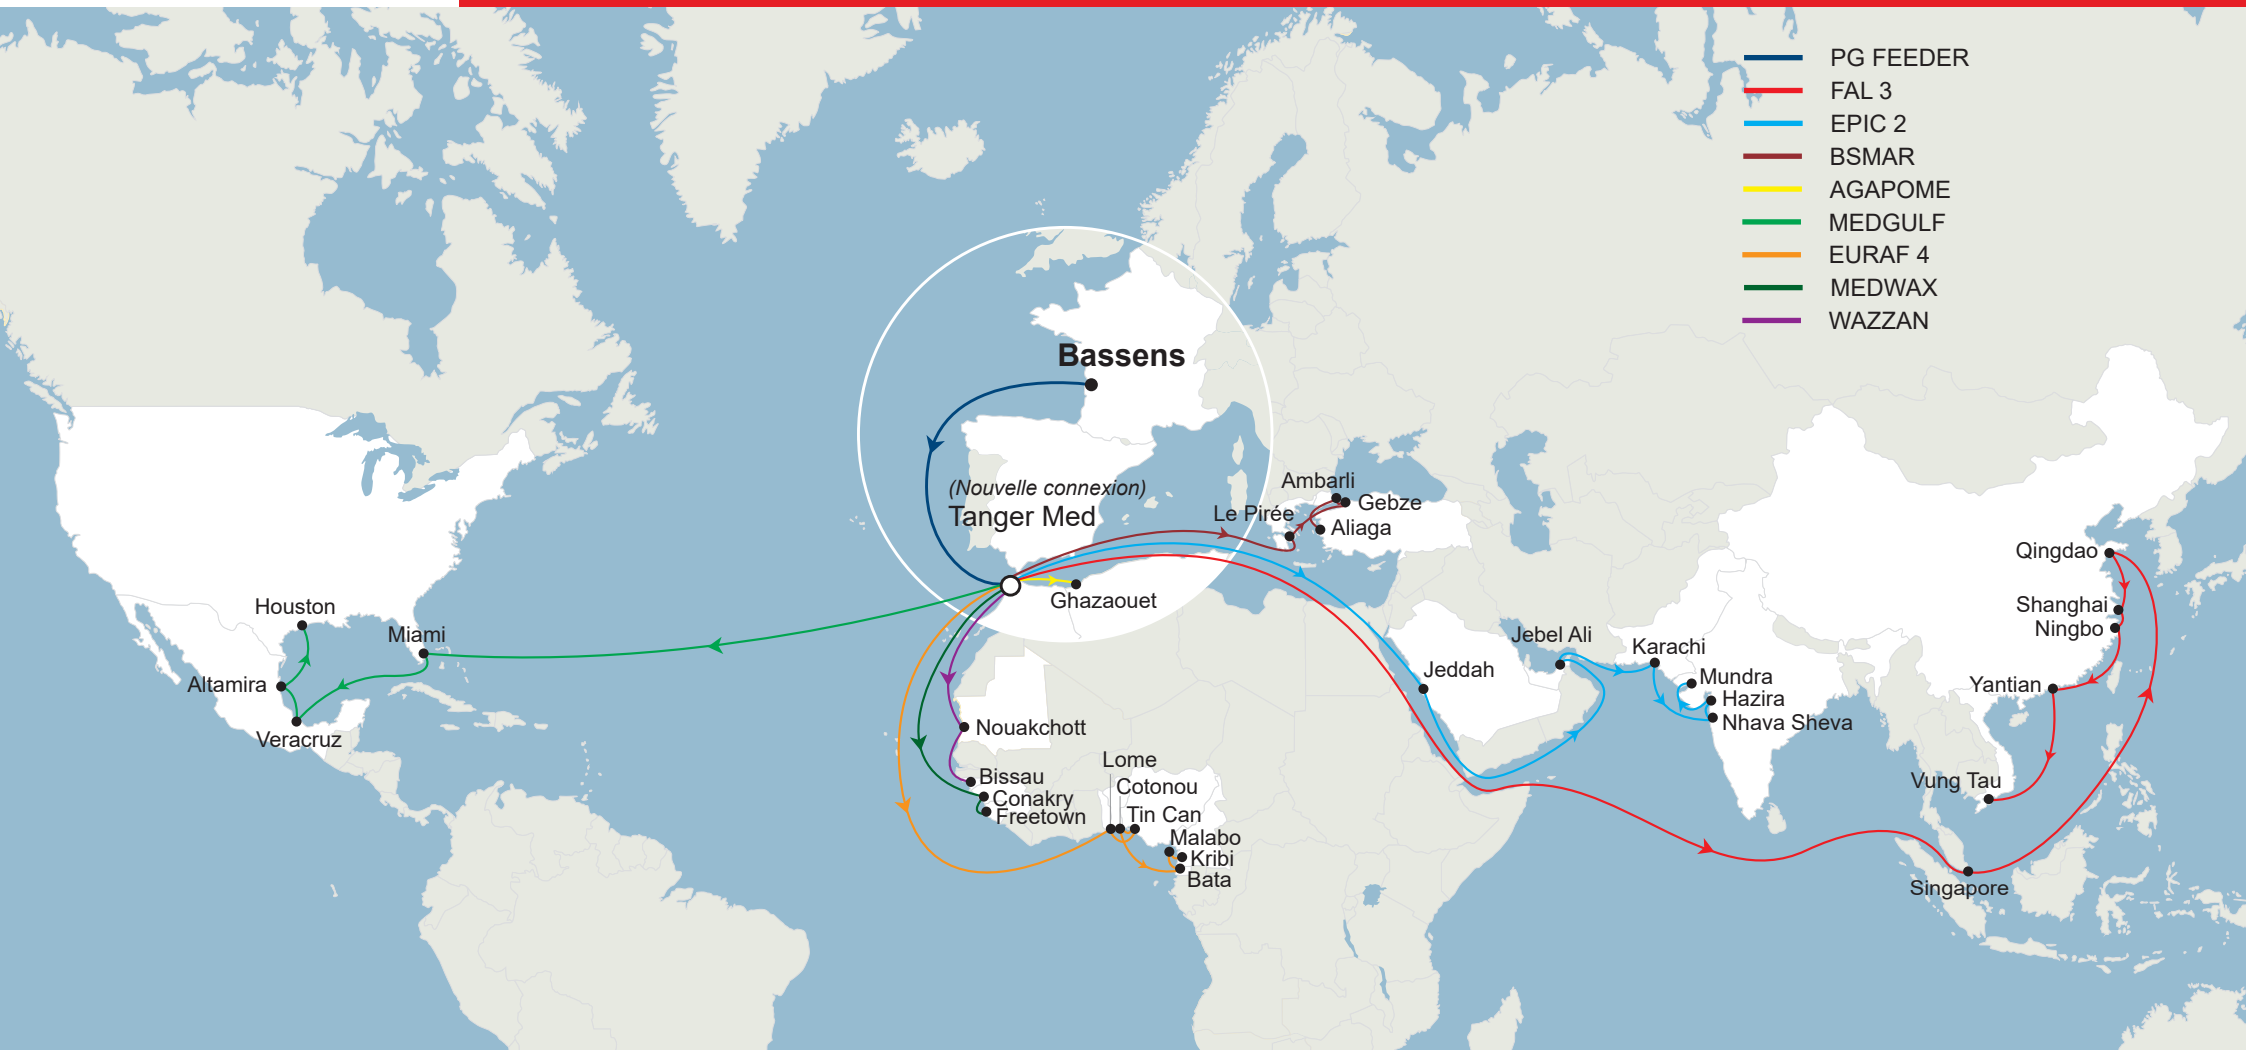 PG FEEDER
FAL 3
EPIC 2
BSMAR
AGAPOME
MEDGULF
EURAF 4
MEDWAX
WAZZAN
Bassens
(Nouvelle connexion)
Tanger Med
Ambarli
Gebze
Le Pirée
Aliaga
Ghazaouet
Houston
Miami
Altamira
Veracruz
Nouakchott
Bissau
Conakry
Freetown
Lome
Cotonou
Tin Can
Malabo
Kribi
Bata
Jeddah
Jebel Ali
Karachi
Mundra
Hazira
Nhava Sheva
Qingdao
Shanghai
Ningbo
Yantian
Vung Tau
Singapore